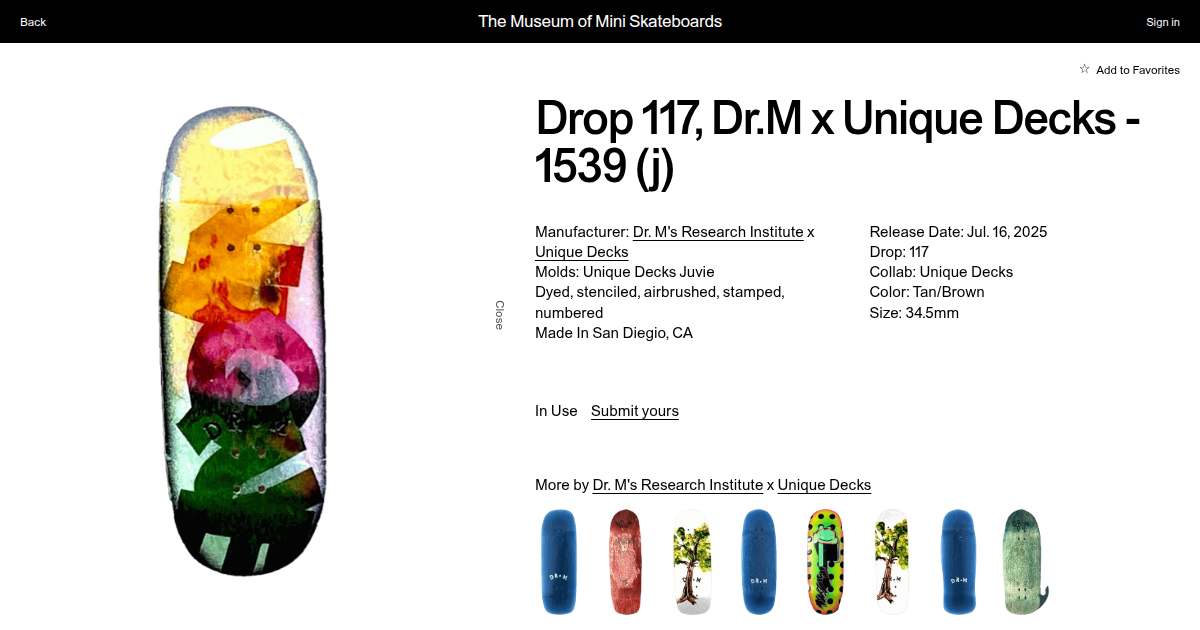 Back
The Museum of Mini Skateboards
Sign in
☆ Add to Favorites
Drop 117, Dr.M x Unique Decks -
1539 (j)
Manufacturer: Dr. M's Research Institute x
Unique Decks
Molds: Unique Decks Juvie
Dyed, stenciled, airbrushed, stamped,
numbered
Made In San Diegio, CA
Release Date: Jul. 16, 2025
Drop: 117
Collab: Unique Decks
Color: Tan/Brown
Size: 34.5mm
Close
In Use Submit yours
More by Dr. M's Research Institute x Unique Decks
DR•M
DR•M
DR•M